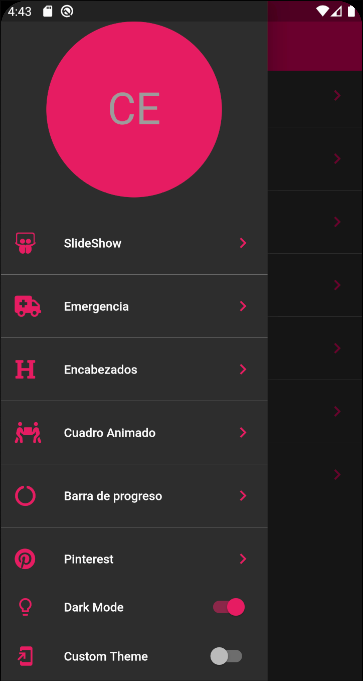 4:43
CE
SlideShow
Emergencia
Encabezados
Cuadro Animado
Barra de progreso
Pinterest
Dark Mode
Custom Theme